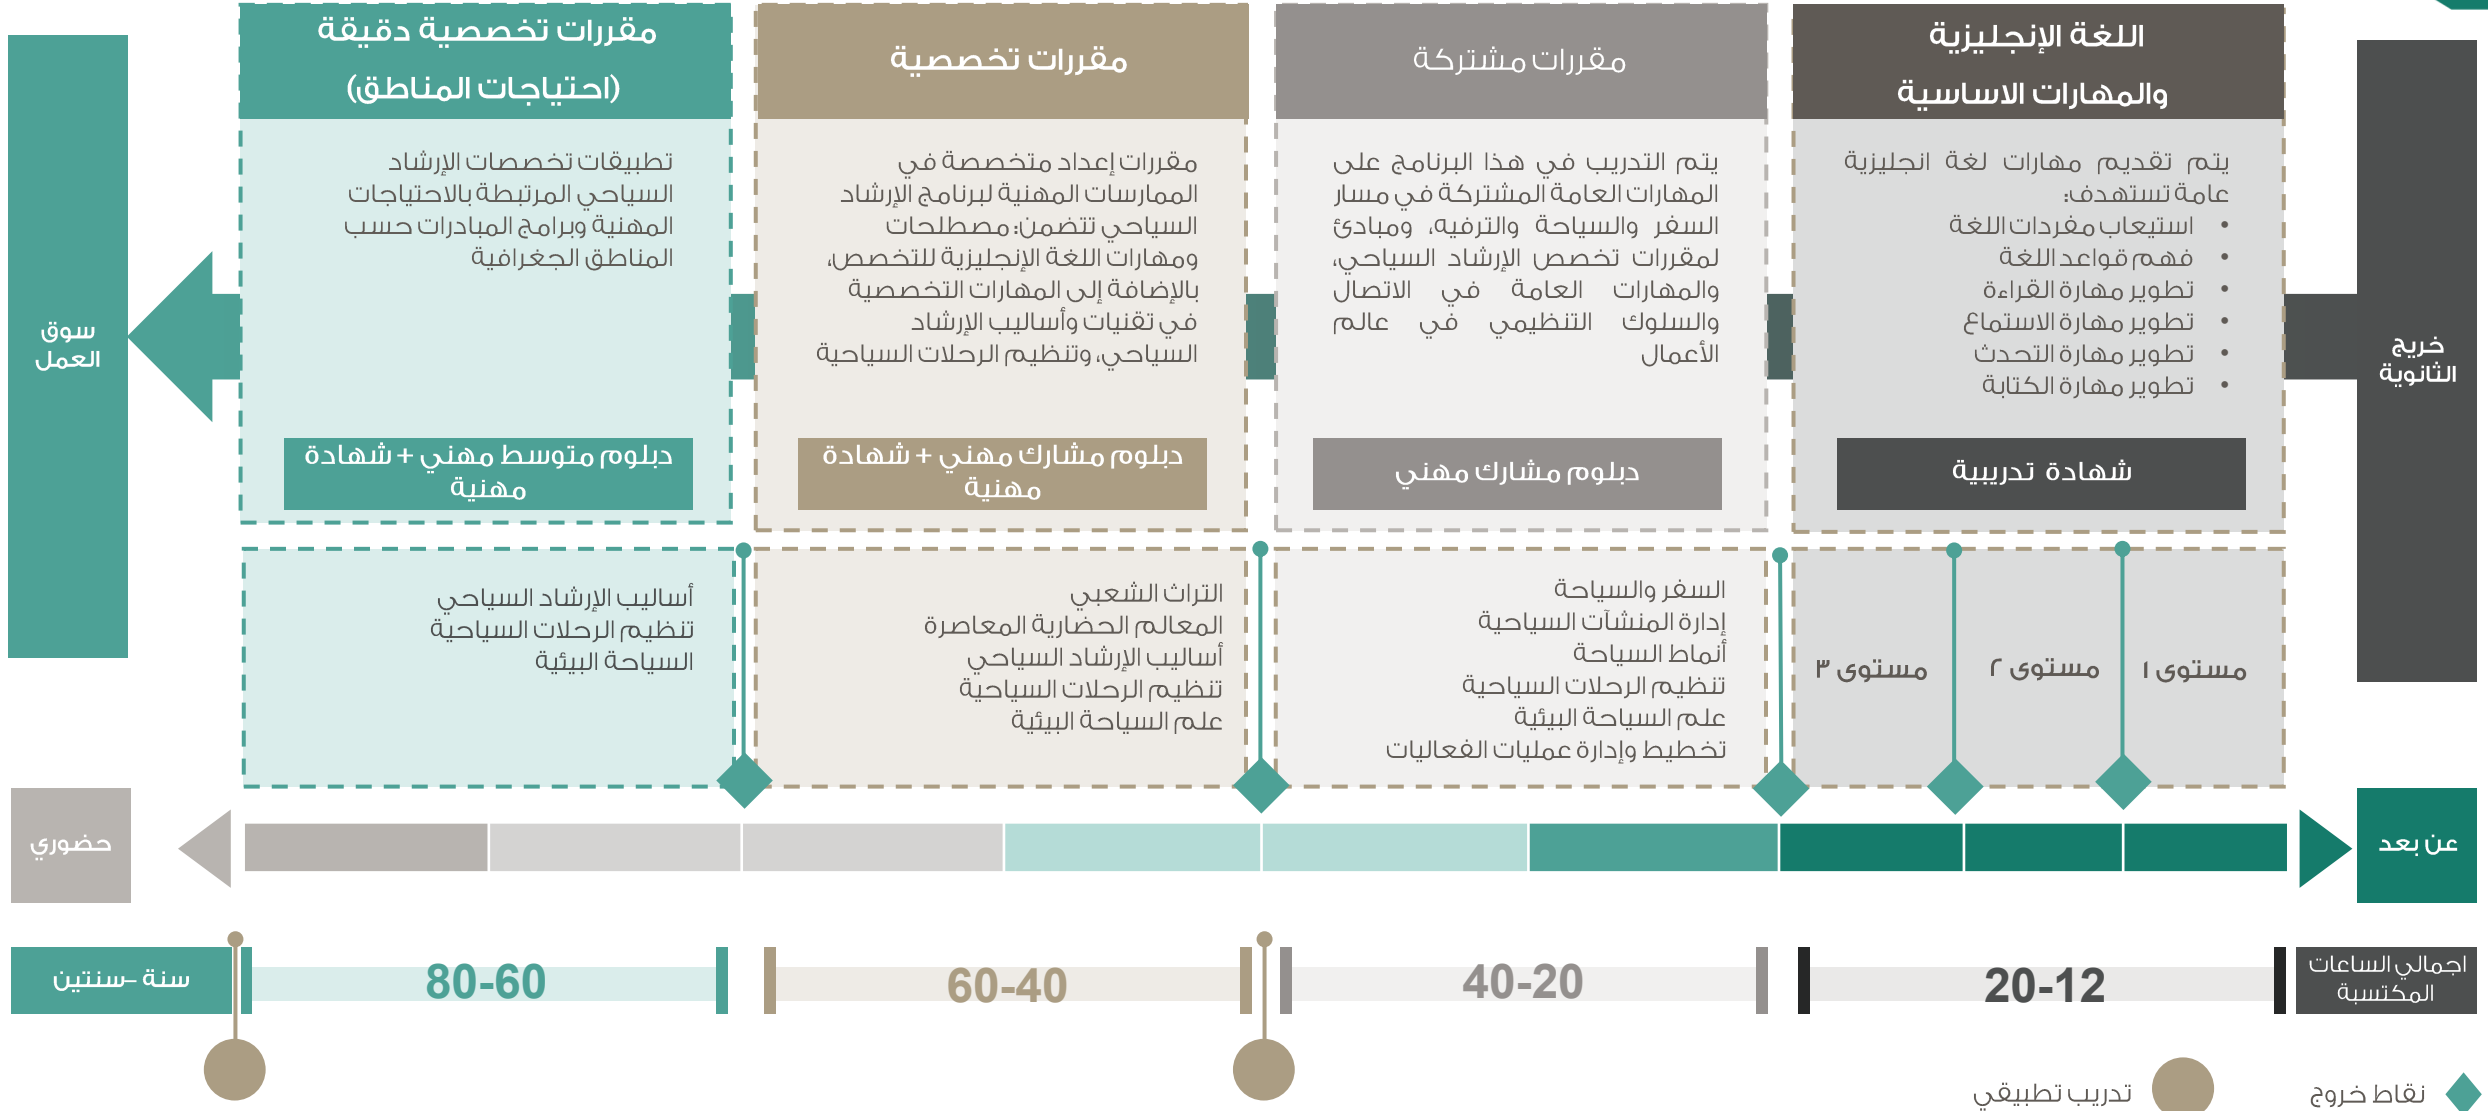 خريج
الثانوية
اللغة الإنجليزية
والمهارات الاساسية
يتم تقديم مهارات لغة انجليزية
عامة تستهدف:
• استيعاب مفردات اللغة
• فهم قواعد اللغة
• تطوير مهارة القراءة
• تطوير مهارة الاستماع
• تطوير مهارة التحدث
• تطوير مهارة الكتابة
شهادة تدريبية
مقررات مشتركة
يتم التدريب في هذا البرنامج على
المهارات العامة المشتركة في مسار
السفر والسياحة والترفيه، ومبادئ
لمقررات تخصص الإرشاد السياحي،
والمهارات العامة في الاتصال
والسلوك التنظيمي في عالم
الأعمال
دبلوم مشارك مهني
مقررات تخصصية
مقررات إعداد متخصصة في
الممارسات المهنية لبرنامج الإرشاد
السياحي تتضمن: مصطلحات
ومهارات اللغة الإنجليزية للتخصص،
بالإضافة إلى المهارات التخصصية
في تقنيات وأساليب الإرشاد
السياحي، وتنظيم الرحلات السياحية
دبلوم مشارك مهني + شهادة
مهنية
مقررات تخصصية دقيقة
(احتياجات المناطق)
تطبيقات تخصصات الإرشاد
السياحي المرتبطة بالاحتياجات
المهنية وبرامج المبادرات حسب
المناطق الجغرافية
دبلوم متوسط مهني + شهادة
مهنية
سوق
العمل
مستوى ١
مستوى ٢
مستوى ٣
السفر والسياحة
إدارة المنشآت السياحية
أنماط السياحة
تنظيم الرحلات السياحية
علم السياحة البيئية
تخطيط وإدارة عمليات الفعاليات
التراث الشعبي
المعالم الحضارية المعاصرة
أساليب الإرشاد السياحي
تنظيم الرحلات السياحية
علم السياحة البيئية
أساليب الإرشاد السياحي
تنظيم الرحلات السياحية
السياحة البيئية
عن بعد
حضوري
اجمالي الساعات
المكتسبة
20-12
40-20
60-40
80-60
سنة –سنتين
نقاط خروج
تدريب تطبيقي